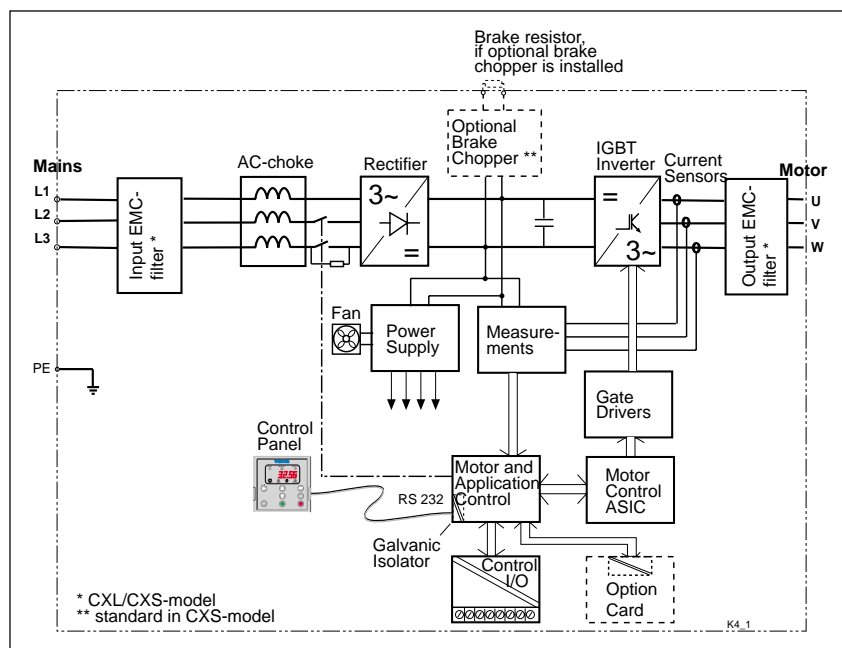 Brake resistor,
if optional brake
chopper is installed
Optional
Brake
Chopper **
IGBT
Inverter
Current
Sensors
AC-choke
Rectifier
Mains
Motor
L1
L2
L3
Input EMC-
filter *
3~
=
=
3~
Output EMC-
filter *
U
V
W
Fan
Power
Supply
Measure-
ments
PE
Gate
Drivers
Control
Panel
Motor and
Application
Control
RS 232
Motor
Control
ASIC
Galvanic
Isolator
Control
I/O
Option
Card
* CXL/CXS-model
** standard in CXS-model
K4_1